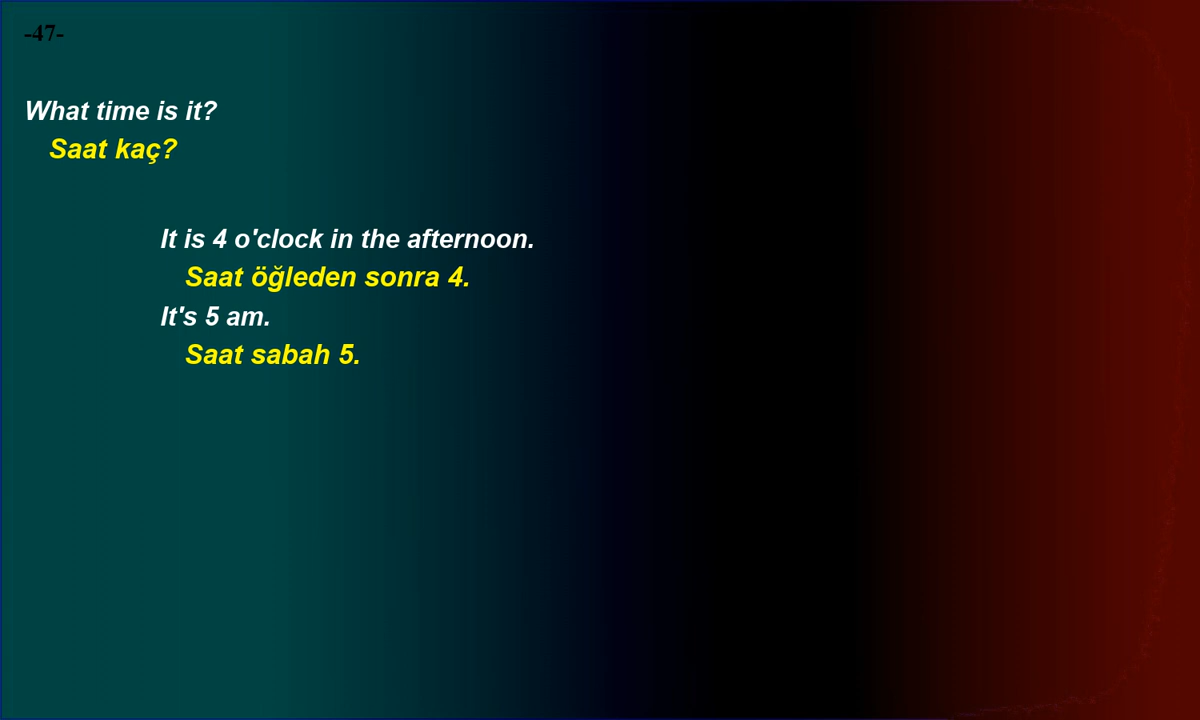 -47-
What time is it?
Saat kaç?
It is 4 o'clock in the afternoon.
Saat öğleden sonra 4.
It's 5 am.
Saat sabah 5.